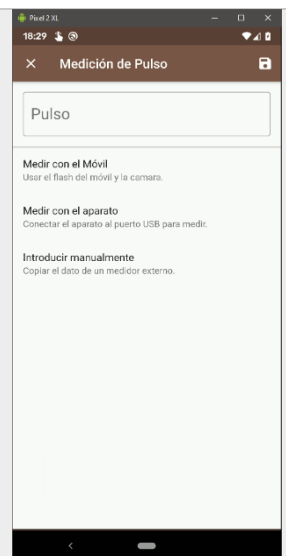 Pixel 2 XL
18:29
Medición de Pulso
Pulso
Medir con el Móvil
Usar el flash del móvil y la camara.
Medir con el aparato
Conectar el aparato al puerto USB para medir.
Introducir manualmente
Copiar el dato de un medidor externo.